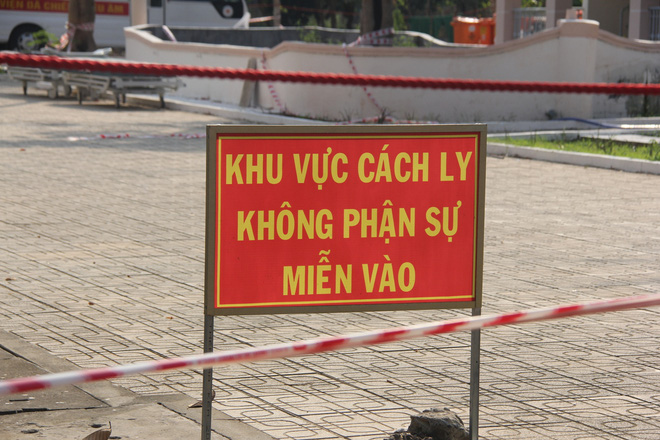 KHU VỰC CÁCH LY
KHÔNG PHẬN SỰ
MIỄN VÀO